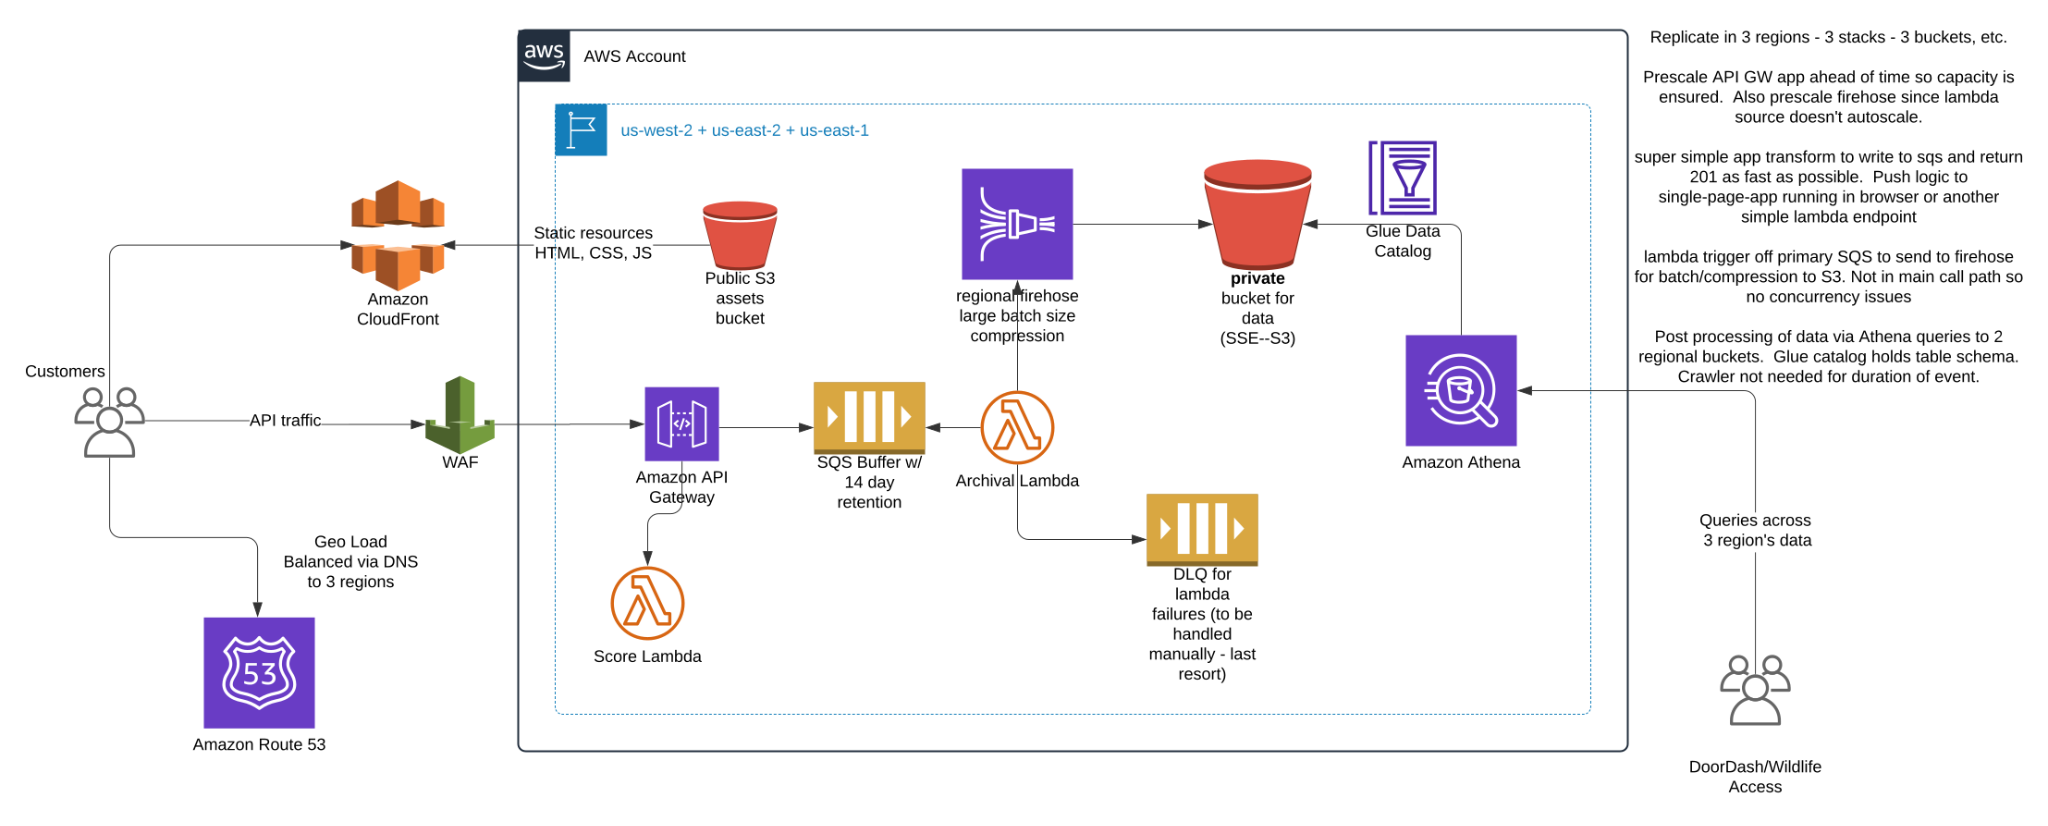 aws
AWS Account
us-west-2 + us-east-2 + us-east-1
Replicate in 3 regions - 3 stacks - 3 buckets, etc.
Prescale API GW app ahead of time so capacity is
ensured.  Also prescale firehose since lambda
source doesn't autoscale.
super simple app transform to write to sqs and return
201 as fast as possible.  Push logic to
single-page-app running in browser or another
simple lambda endpoint
lambda trigger off primary SQS to send to firehose
for batch/compression to S3. Not in main call path so
no concurrency issues
Post processing of data via Athena queries to 2
regional buckets.  Glue catalog holds table schema.
Crawler not needed for duration of event.
Static resources
HTML, CSS, JS
Public S3
assets
bucket
Amazon
CloudFront
regional firehose
large batch size
compression
private
bucket for
data
(SSE--S3)
Glue Data
Catalog
Customers
API traffic
WAF
Amazon API
Gateway
SQS Buffer w/
14 day
retention
Archival Lambda
Amazon Athena
Geo Load
Balanced via DNS
to 3 regions
53
Amazon Route 53
Score Lambda
DLQ for
lambda
failures (to be
handled
manually - last
resort)
Queries across
3 region's data
DoorDash/Wildlife
Access